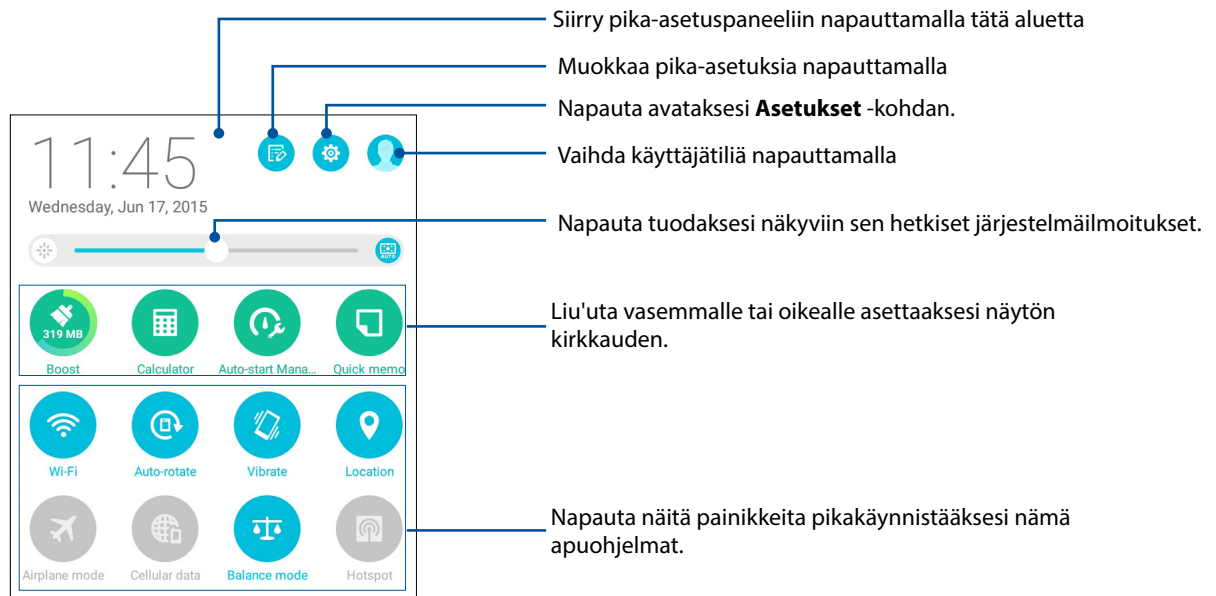 Siirry pika-asetuspaneeliin napauttamalla tätä aluetta
Muokkaa pika-asetuksia napauttamalla
Napauta avataksesi Asetukset -kohdan.
Vaihda käyttäjätiliä napauttamalla
Napauta tuodaksesi näkyviin sen hetkiset järjestelmäilmoitukset.
Liu'uta vasemmalle tai oikealle asettaaksesi näytön
kirkkauden.
Napauta näitä painikkeita pikakäynnistääksesi nämä
apuohjelmat.
11:45
Wednesday, Jun 17, 2015
AUTO
319 MB
Boost Calculator Auto-start Mana... Quick memo
Wi-Fi Auto-rotate Vibrate Location
Airplane mode Cellular data Balance mode Hotspot